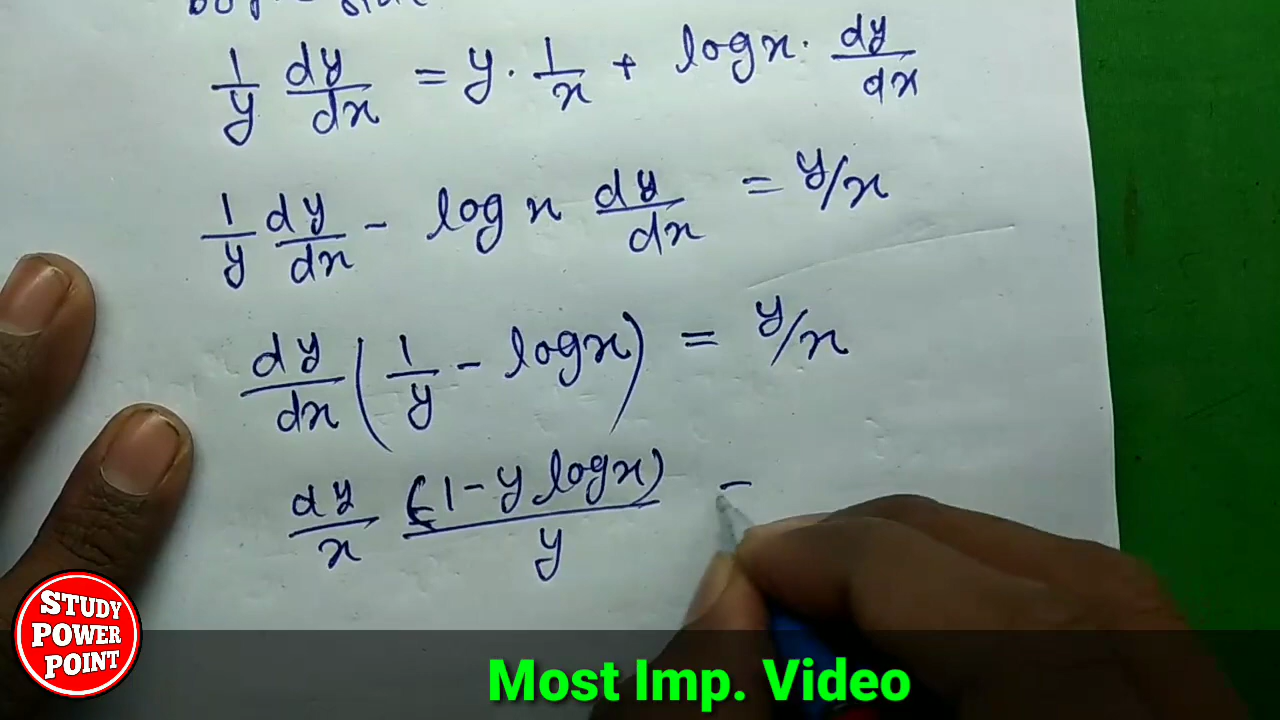 1/y dy/dx = y · 1/x + log x · dy/dx
1/y dy/dx - log x dy/dx = y/x
dy/dx (1/y - log x) = y/x
dy/x (1 - y log x)/y =
STUDY
POWER
POINT
Most Imp. Video